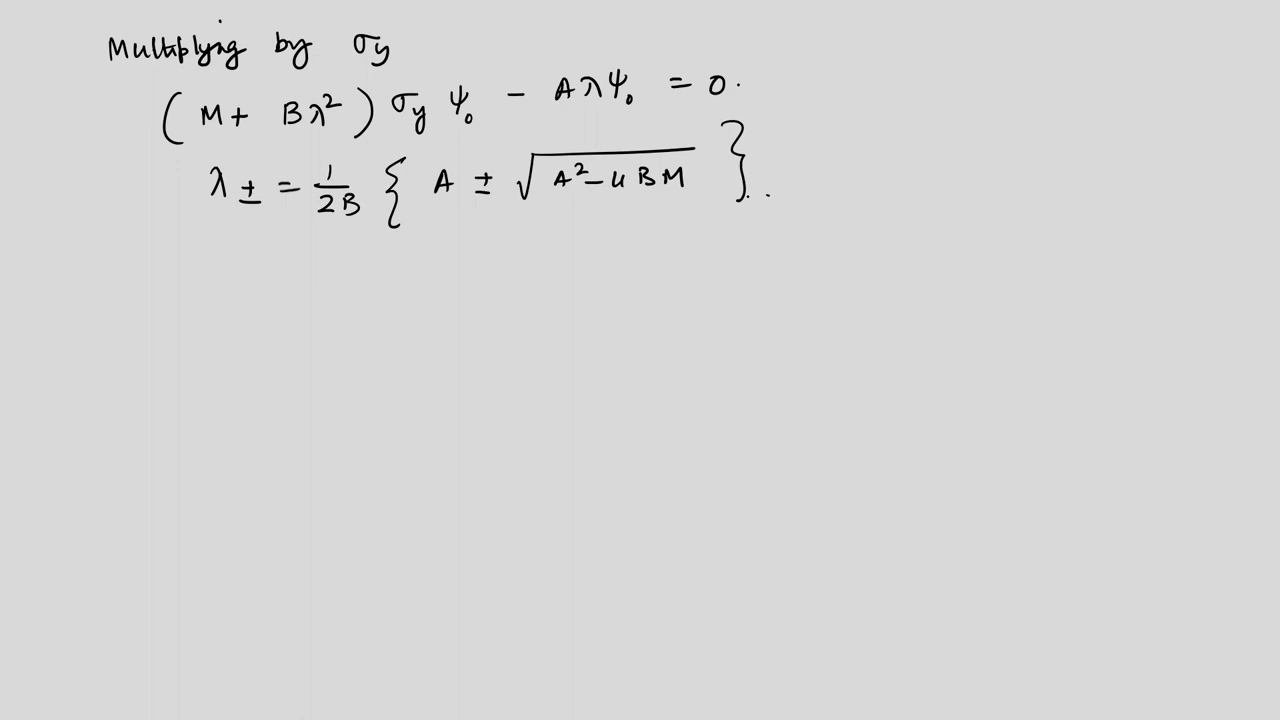 Multiplying by σy
(M + Bλ²) σy ψ₀ − Aλψ₀ = 0.
λ± = 1/2B { A ± √(A² − 4BM) }..